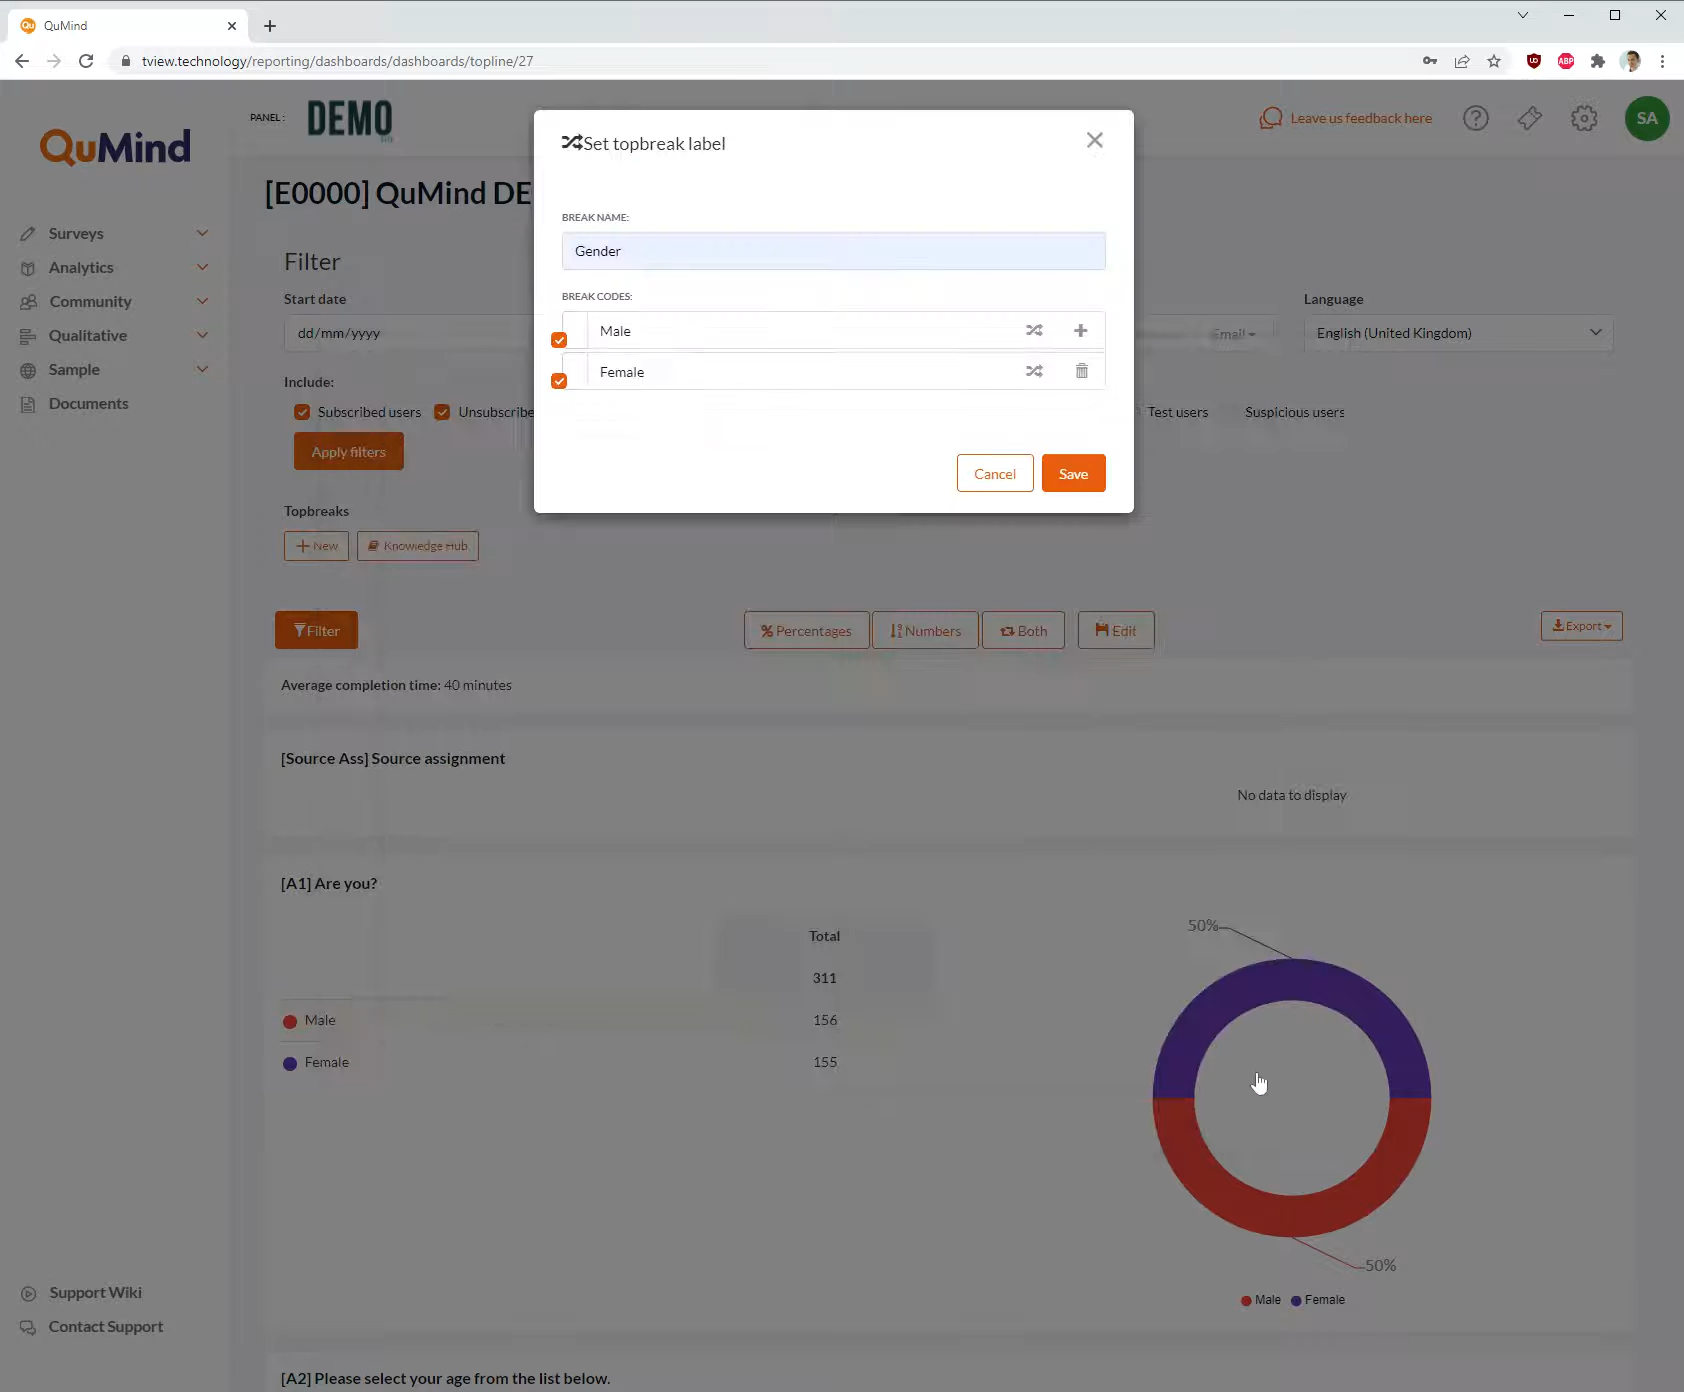 QuMind
tview.technology/reporting/dashboards/dashboards/topline/27
ABP
PANEL :
DEMO
Leave us feedback here
SA
QuMind
[E0000] QuMind DE
Set topbreak label
BREAK NAME:
Gender
BREAK CODES:
Male
Female
Cancel
Save
Surveys
Analytics
Community
Qualitative
Sample
Documents
Filter
Start date
dd/mm/yyyy
Email
Language
English (United Kingdom)
Include:
Subscribed users
Unsubscribe
Test users
Suspicious users
Apply filters
Topbreaks
New
Knowledge Hub
Filter
% Percentages
Numbers
Both
Edit
Export
Average completion time: 40 minutes
[Source Ass] Source assignment
No data to display
[A1] Are you?
Total
311
Male 156
Female 155
50%
50%
Male Female
Support Wiki
Contact Support
[A2] Please select your age from the list below.